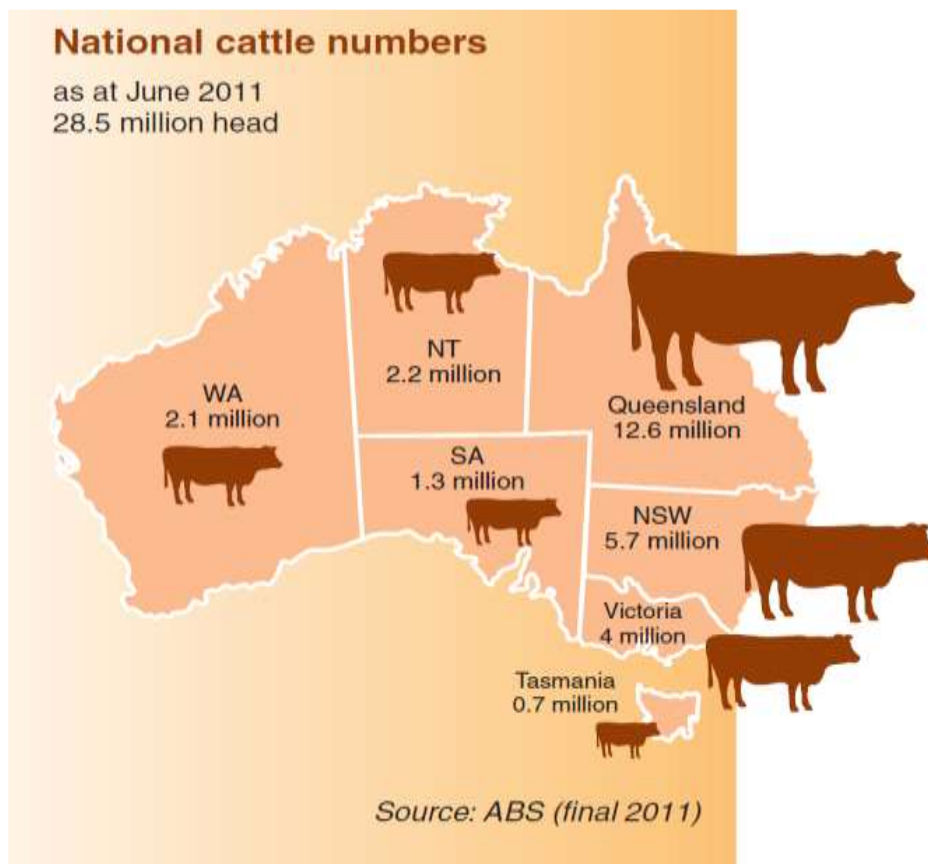 National cattle numbers
as at June 2011
28.5 million head
NT
2.2 million
WA
2.1 million
Queensland
12.6 million
SA
1.3 million
NSW
5.7 million
Victoria
4 million
Tasmania
0.7 million
Source: ABS (final 2011)